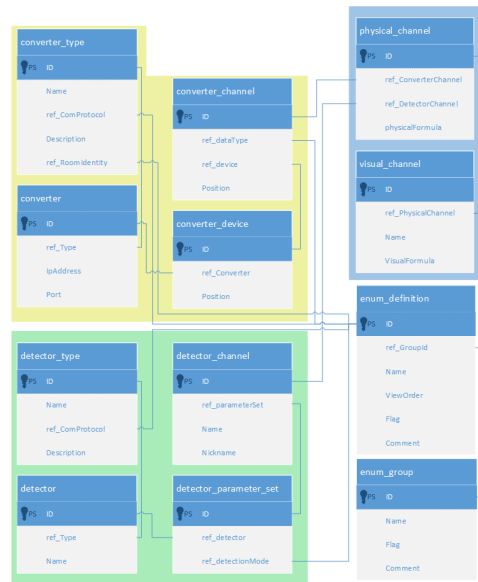 converter_type
PS ID
Name
ref_ComProtocol
Description
ref_RoomIdentity
converter
PS ID
ref_Type
ipAddress
Port
converter_channel
PS ID
ref_dataType
ref_device
Position
converter_device
PS ID
ref_Converter
Position
physical_channel
PS ID
ref_ConverterChannel
ref_DetectorChannel
physicalFormula
visual_channel
PS ID
ref_PhysicalChannel
Name
VisualFormula
enum_definition
PS ID
ref_GroupId
Name
ViewOrder
Flag
Comment
enum_group
PS ID
Name
Flag
Comment
detector_type
PS ID
Name
ref_ComProtocol
Description
detector
PS ID
ref_Type
Name
detector_channel
PS ID
ref_parameterSet
Name
Nickname
detector_parameter_set
PS ID
ref_detector
ref_detectionMode